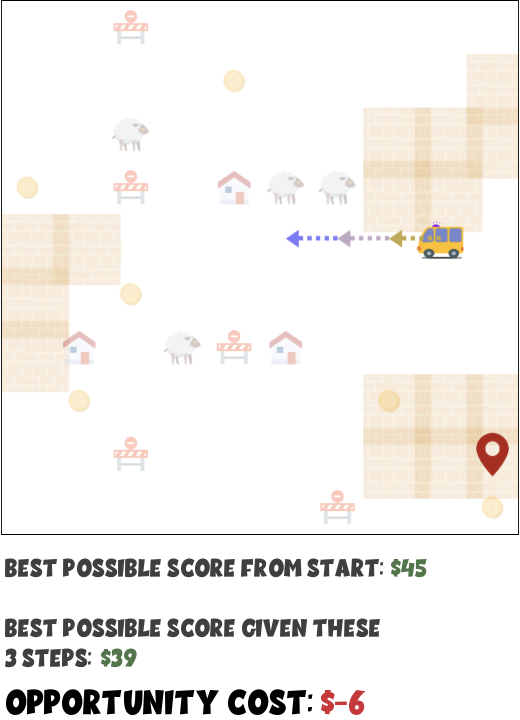 BEST POSSIBLE SCORE FROM START: $45
BEST POSSIBLE SCORE GIVEN THESE
3 STEPS: $39
OPPORTUNITY COST: $-6